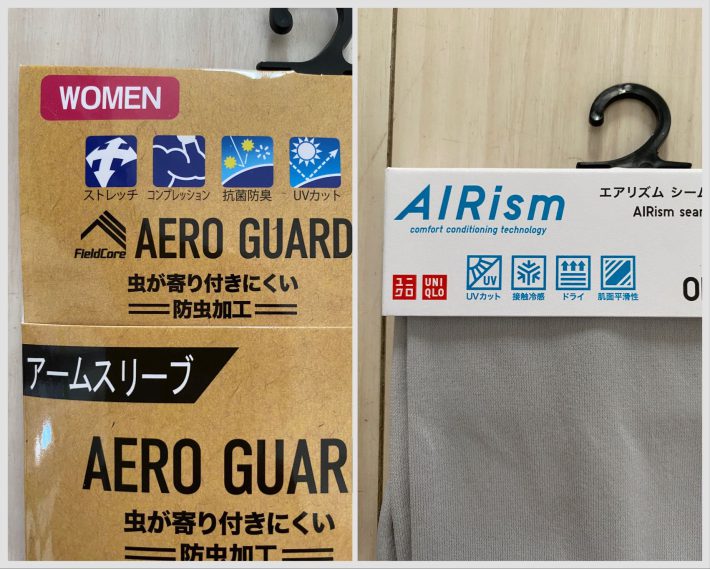 WOMEN
ストレッチ コンプレッション 抗菌防臭 UVカット
FieldCore AERO GUARD
虫が寄り付きにくい
防虫加工
アームスリーブ
AERO GUAR
虫が寄り付きにくい
防虫加工
AIRism
comfort conditioning technology
エアリズム シーム
AIRism sear
ユニクロ UNIQLO
UV
UVカット 接触冷感 ドライ 肌面平滑性